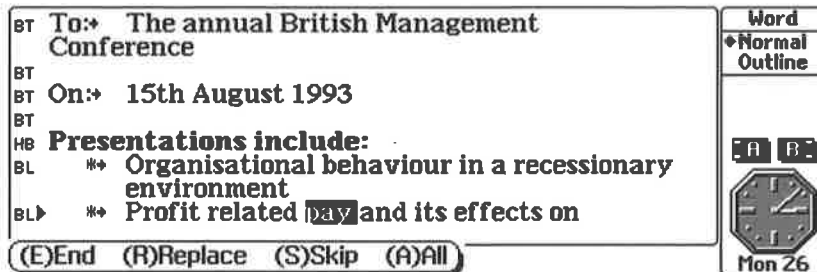 BT To:→ The annual British Management
Conference
BT
BT On:→ 15th August 1993
BT
HB Presentations include:
BL *→ Organisational behaviour in a recessionary
environment
BL *→ Profit related pay and its effects on
(E)End (R)Replace (S)Skip (A)All
Word
◆Normal
Outline
A B
Mon 26